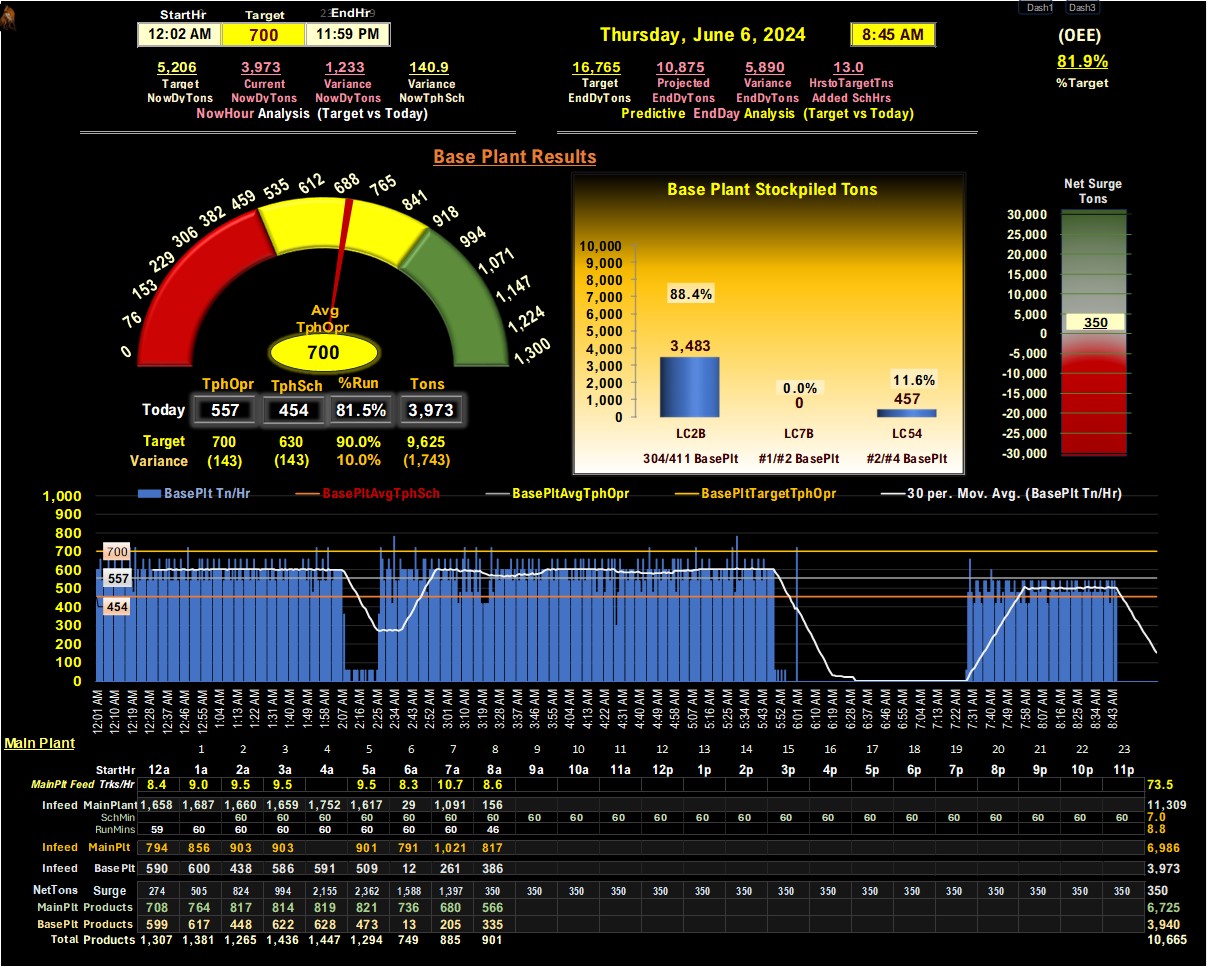 StartHr Target EndHr Dash1 Dash3
12:02 AM 700 11:59 PM Thursday, June 6, 2024 8:45 AM (OEE)
5,206 3,973 1,233 140.9 16,765 10,875 5,890 13.0 81.9%
Target Current Variance Variance Target Projected Variance HrstoTargetTns %Target
NowDyTons NowDyTons NowDyTons NowTphSch EndDyTons EndDyTons EndDyTons Added SchHrs
NowHour Analysis (Target vs Today) Predictive EndDay Analysis (Target vs Today)
Base Plant Results
0 76 153 229 306 382 459 535 612 688 765 841 918 994 1,071 1,147 1,224 1,300
Avg
TphOpr
700
TphOpr TphSch %Run Tons
Today 557 454 81.5% 3,973
Target 700 630 90.0% 9,625
Variance (143) (143) 10.0% (1,743)
Base Plant Stockpiled Tons
10,000
9,000
8,000
7,000
6,000
5,000
4,000
3,000
2,000
1,000
0
88.4%
3,483
0.0%
0
11.6%
457
LC2B LC7B LC54
304/411 BasePlt #1/#2 BasePlt #2/#4 BasePlt
Net Surge
Tons
30,000
25,000
20,000
15,000
10,000
5,000
0
-5,000
-10,000
-15,000
-20,000
-25,000
-30,000
350
BasePlt Tn/Hr BasePltAvgTphSch BasePltAvgTphOpr BasePltTargetTphOpr 30 per. Mov. Avg. (BasePlt Tn/Hr)
1,000
900
800
700
600
500
400
300
200
100
0
700
557
454
12:01 AM 12:10 AM 12:19 AM 12:28 AM 12:37 AM 12:46 AM 12:55 AM 1:04 AM 1:13 AM 1:22 AM 1:31 AM 1:40 AM 1:49 AM 1:58 AM 2:07 AM 2:16 AM 2:25 AM 2:34 AM 2:43 AM 2:52 AM 3:01 AM 3:10 AM 3:19 AM 3:28 AM 3:37 AM 3:46 AM 3:55 AM 4:04 AM 4:13 AM 4:22 AM 4:31 AM 4:40 AM 4:49 AM 4:58 AM 5:07 AM 5:16 AM 5:25 AM 5:34 AM 5:43 AM 5:52 AM 6:01 AM 6:10 AM 6:19 AM 6:28 AM 6:37 AM 6:46 AM 6:55 AM 7:04 AM 7:13 AM 7:22 AM 7:31 AM 7:40 AM 7:49 AM 7:58 AM 8:07 AM 8:16 AM 8:25 AM 8:34 AM 8:43 AM
Main Plant
1 2 3 4 5 6 7 8 9 10 11 12 13 14 15 16 17 18 19 20 21 22 23
StartHr 12a 1a 2a 3a 4a 5a 6a 7a 8a 9a 10a 11a 12p 1p 2p 3p 4p 5p 6p 7p 8p 9p 10p 11p
MainPlt Feed Trks/Hr 8.4 9.0 9.5 9.5 9.5 8.3 10.7 8.6 73.5
Infeed MainPlant 1,658 1,687 1,660 1,659 1,752 1,617 29 1,091 156 11,309
SchMin 60 60 60 60 60 60 60 60 60 60 60 60 60 60 60 60 60 60 60 60 60 60 7.0
RunMins 59 60 60 60 60 60 60 60 46 8.8
Infeed MainPlt 794 856 903 903 901 791 1,021 817 6,986
Infeed BasePlt 590 600 438 586 591 509 12 261 386 3,973
NetTons Surge 274 505 824 994 2,155 2,362 1,588 1,397 350 350 350 350 350 350 350 350 350 350 350 350 350 350 350 350 350
MainPlt Products 708 764 817 814 819 821 736 680 566 6,725
BasePlt Products 599 617 448 622 628 473 13 205 335 3,940
Total Products 1,307 1,381 1,265 1,436 1,447 1,294 749 885 901 10,665